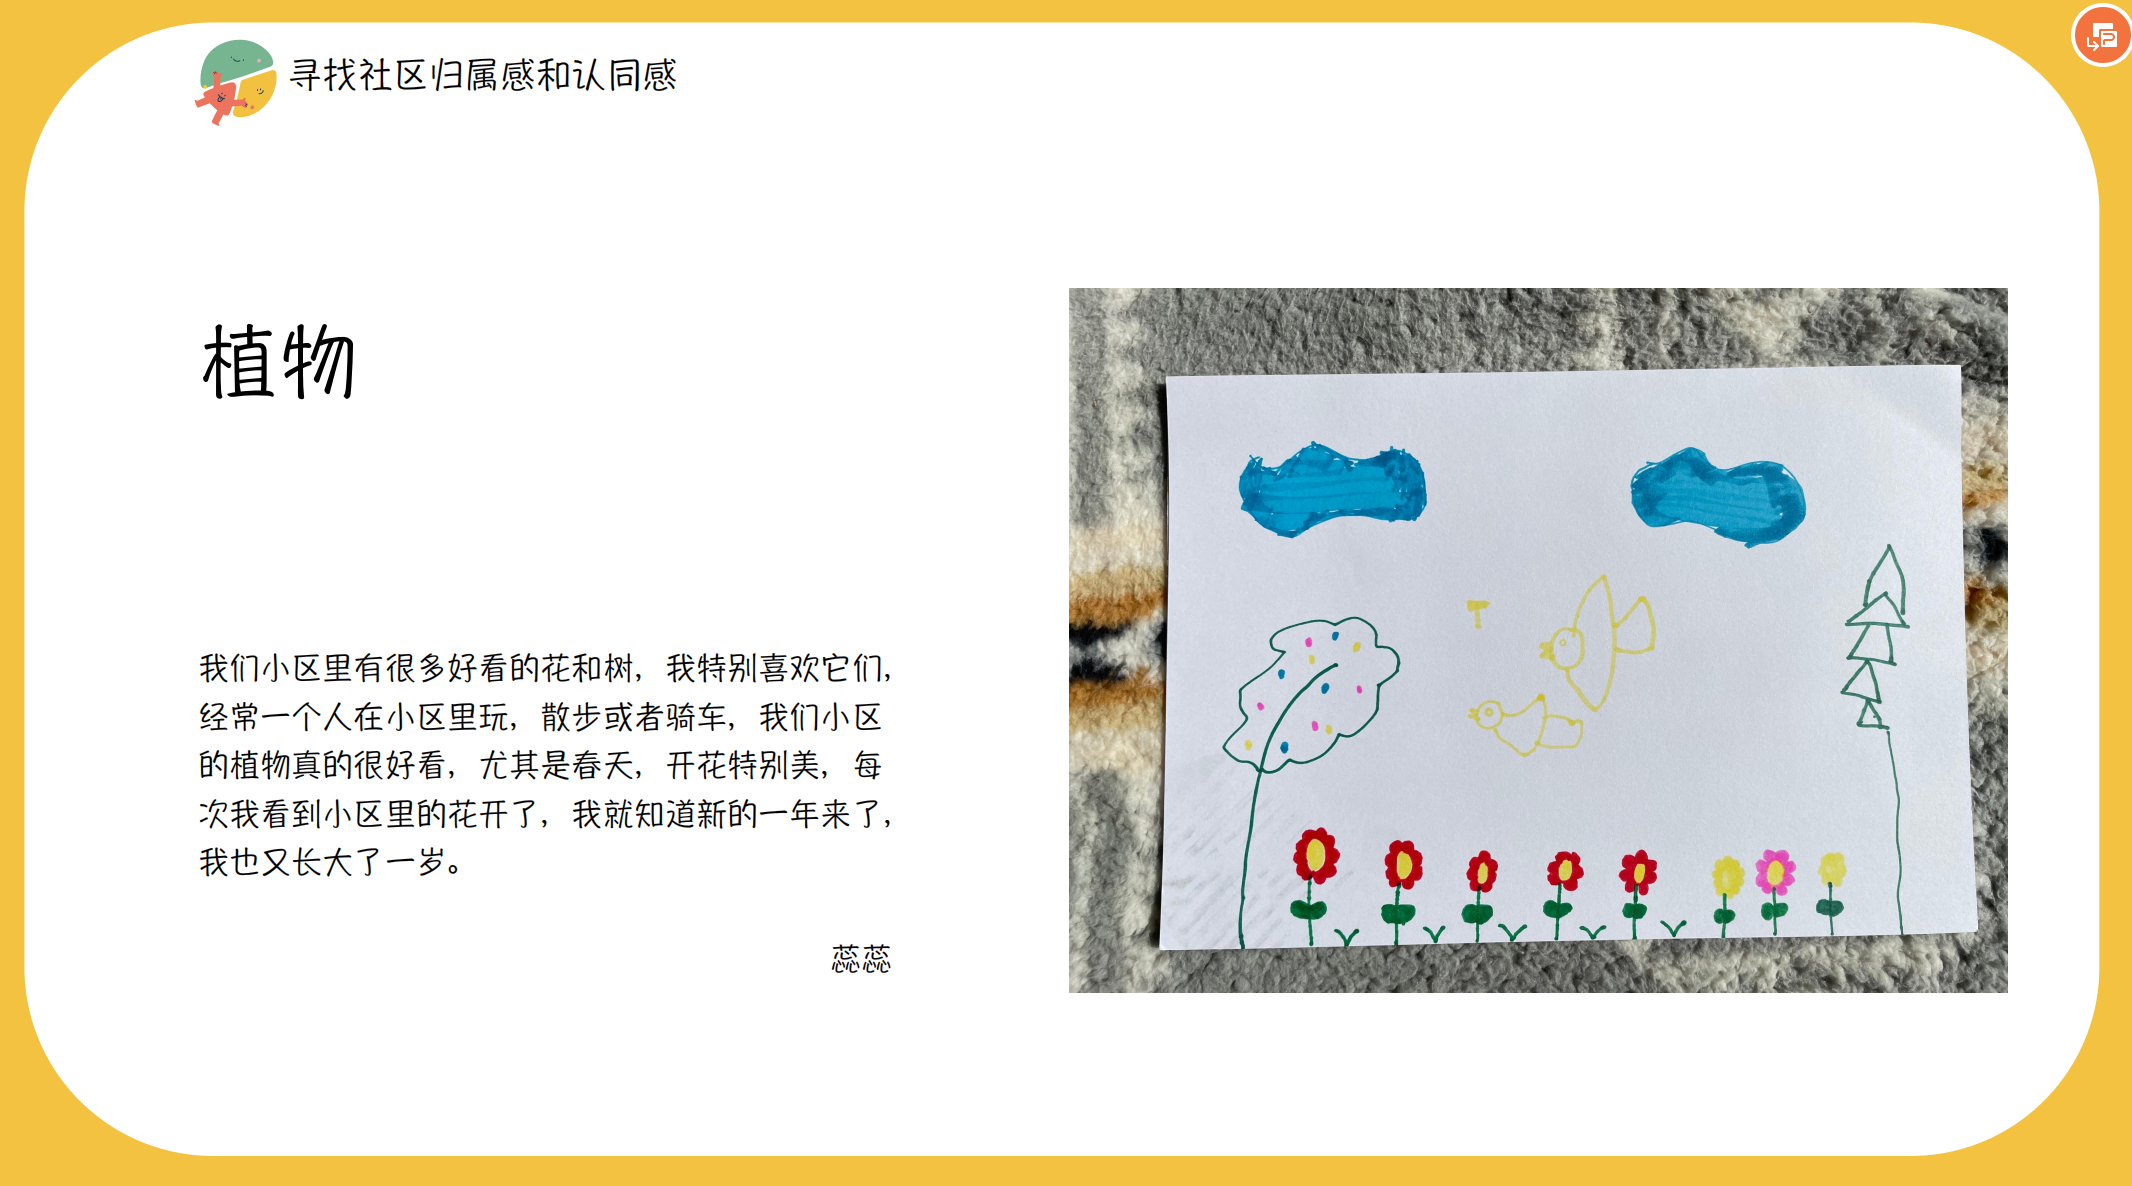 寻找社区归属感和认同感
植物
我们小区里有很多好看的花和树，我特别喜欢它们，
经常一个人在小区里玩，散步或者骑车，我们小区
的植物真的很好看，尤其是春天，开花特别美，每
次我看到小区里的花开了，我就知道新的一年来了，
我也又长大了一岁。
蕊蕊